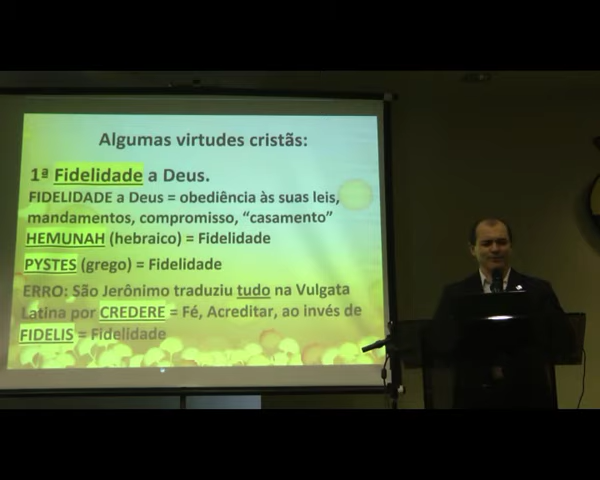 Algumas virtudes cristãs:
1ª Fidelidade a Deus.
FIDELIDADE a Deus = obediência às suas leis,
mandamentos, compromisso, “casamento”
HEMUNAH (hebraico) = Fidelidade
PYSTES (grego) = Fidelidade
ERRO: São Jerônimo traduziu tudo na Vulgata
Latina por CREDERE = Fé, Acreditar, ao invés de
FIDELIS = Fidelidade